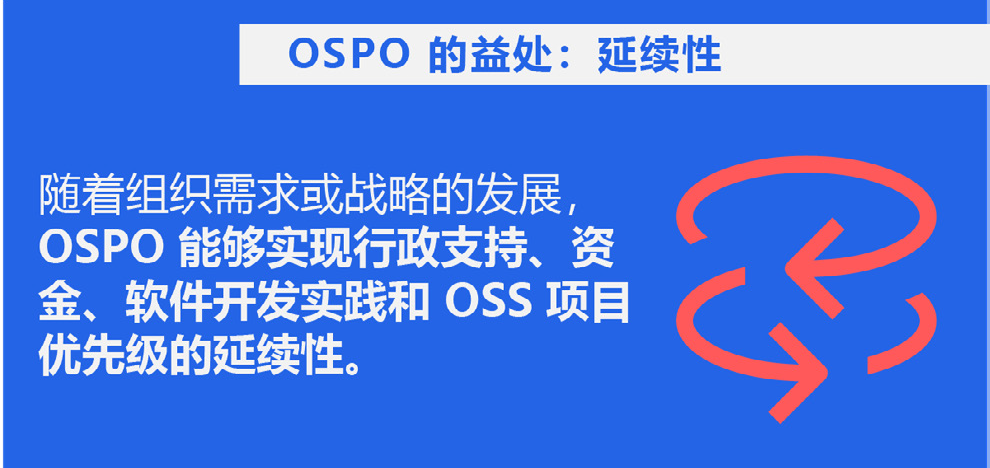 OSPO 的益处：延续性
随着组织需求或战略的发展，
OSPO 能够实现行政支持、资
金、软件开发实践和 OSS 项目
优先级的延续性。